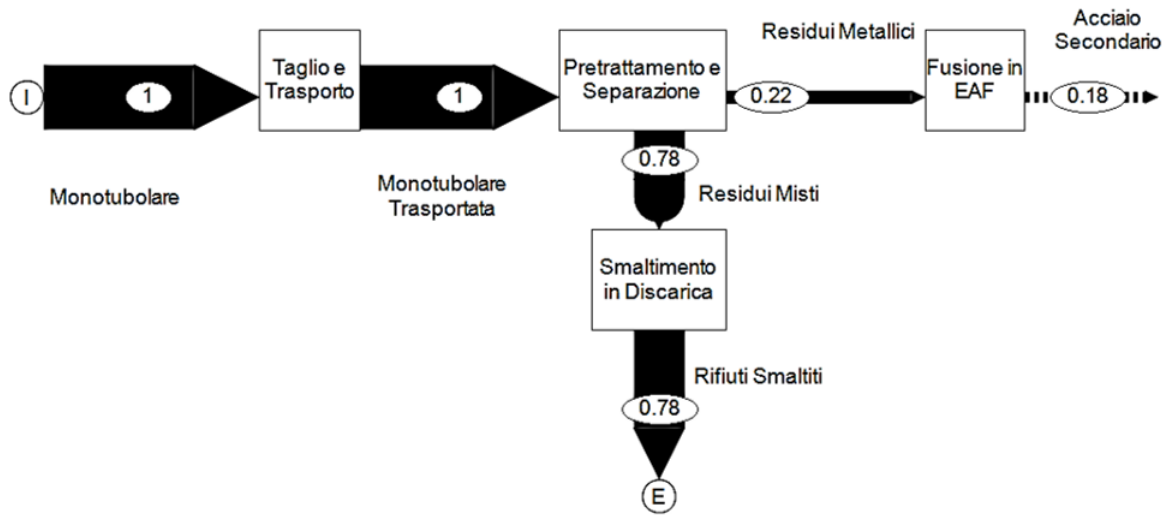 I
1
Monotubolare
Taglio e
Trasporto
1
Monotubolare
Trasportata
Pretrattamento e
Separazione
0.22
Residui Metallici
Fusione in
EAF
Acciaio
Secondario
0.18
0.78
Residui Misti
Smaltimento
in Discarica
Rifiuti Smaltiti
0.78
E